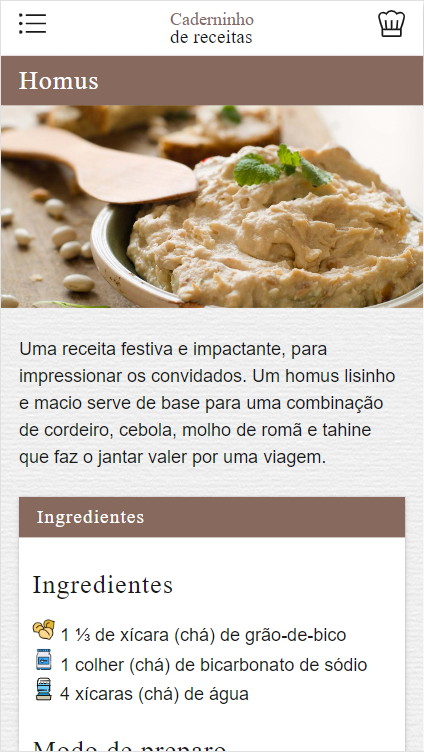 Caderninho
de receitas
Homus
Uma receita festiva e impactante, para
impressionar os convidados. Um homus lisinho
e macio serve de base para uma combinação
de cordeiro, cebola, molho de romã e tahine
que faz o jantar valer por uma viagem.
Ingredientes
Ingredientes
1 ⅓ de xícara (chá) de grão-de-bico
1 colher (chá) de bicarbonato de sódio
4 xícaras (chá) de água
Modo de preparo